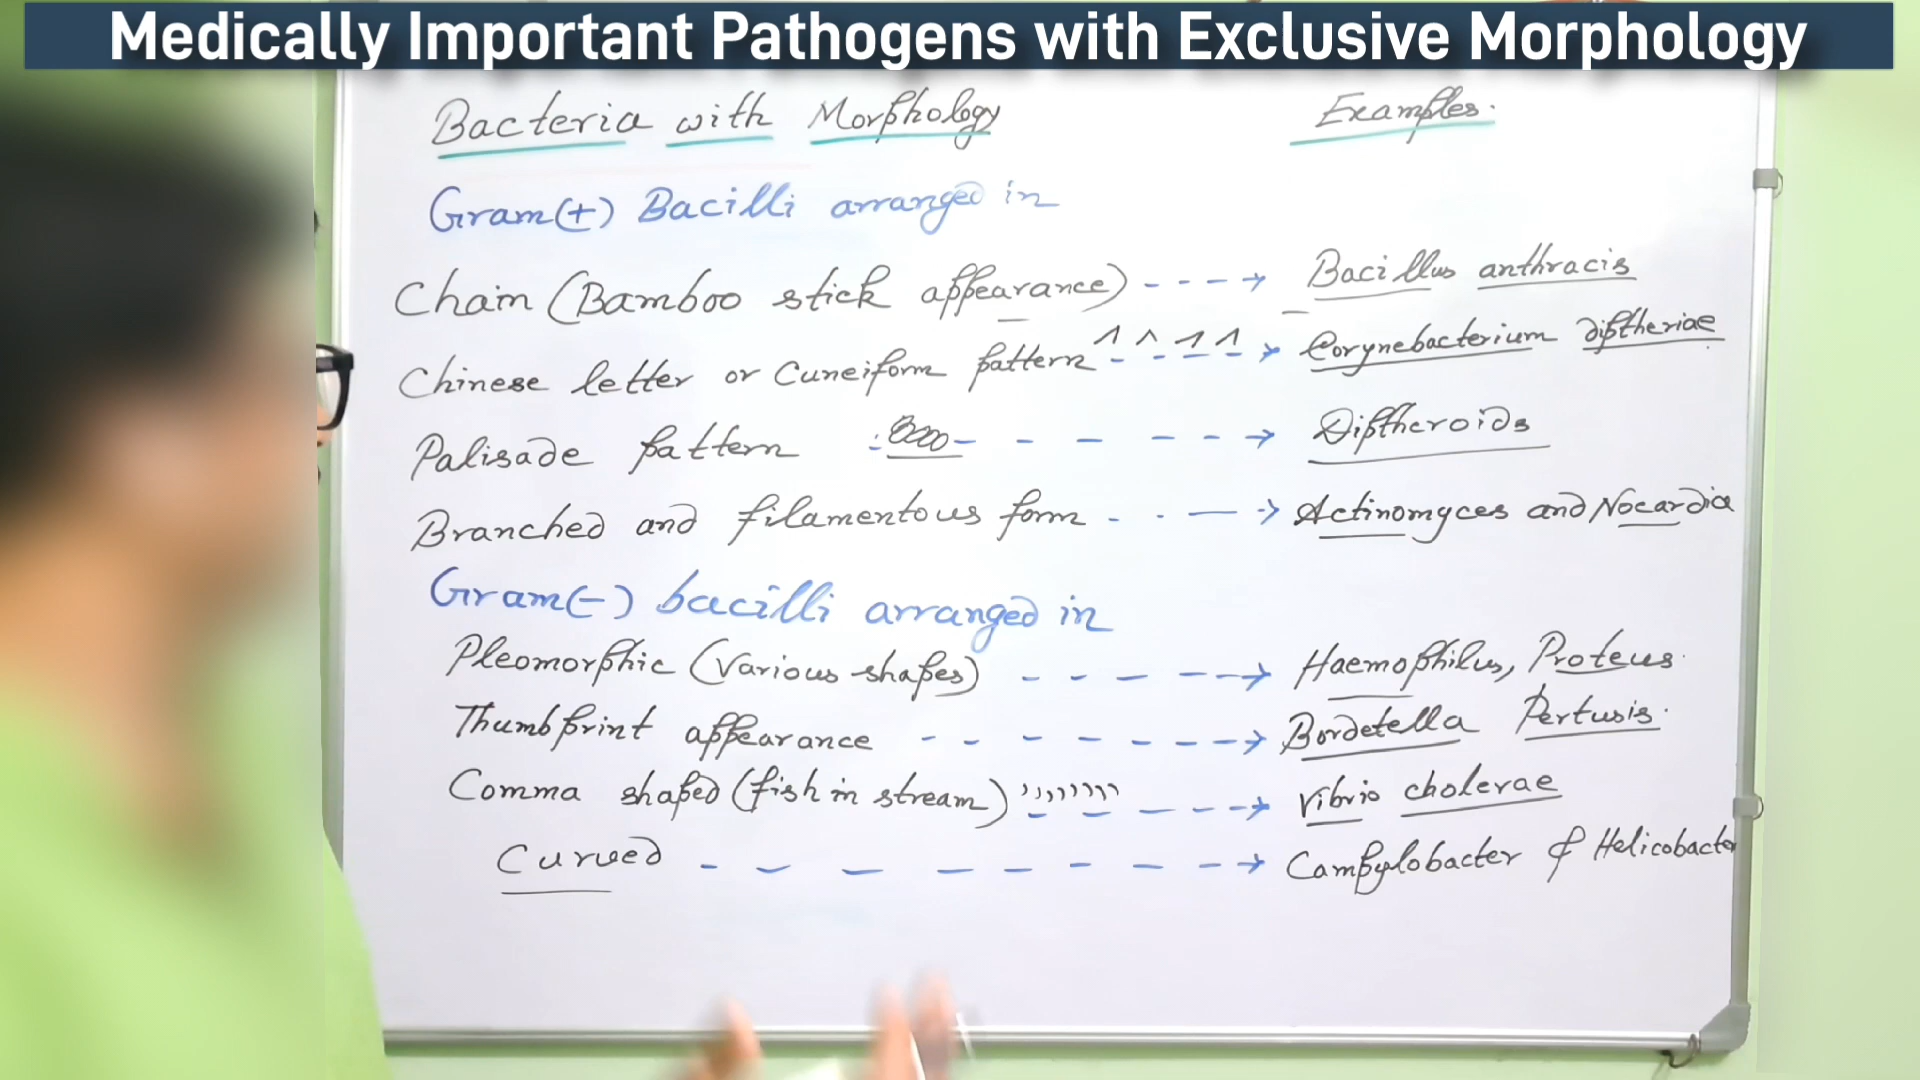 Medically Important Pathogens with Exclusive Morphology
Bacteria with Morphology Examples.
Gram(+) Bacilli arranged in
Chain (Bamboo stick appearance) ---→ Bacillus anthracis
Chinese letter or Cuneiform pattern ----→ Corynebacterium diptheriae
Palisade pattern ------→ Diptheroids
Branched and filamentous form - - —→ Actinomyces and Nocardia
Gram(-) bacilli arranged in
Pleomorphic (Various shapes) -----→ Haemophilus, Proteus.
Thumbprint appearance -------→ Bordetella Pertusis.
Comma shaped (fish in stream) ,,,,,,,, -----→ Vibrio cholerae
Curved --------→ Campylobacter & Helicobacter